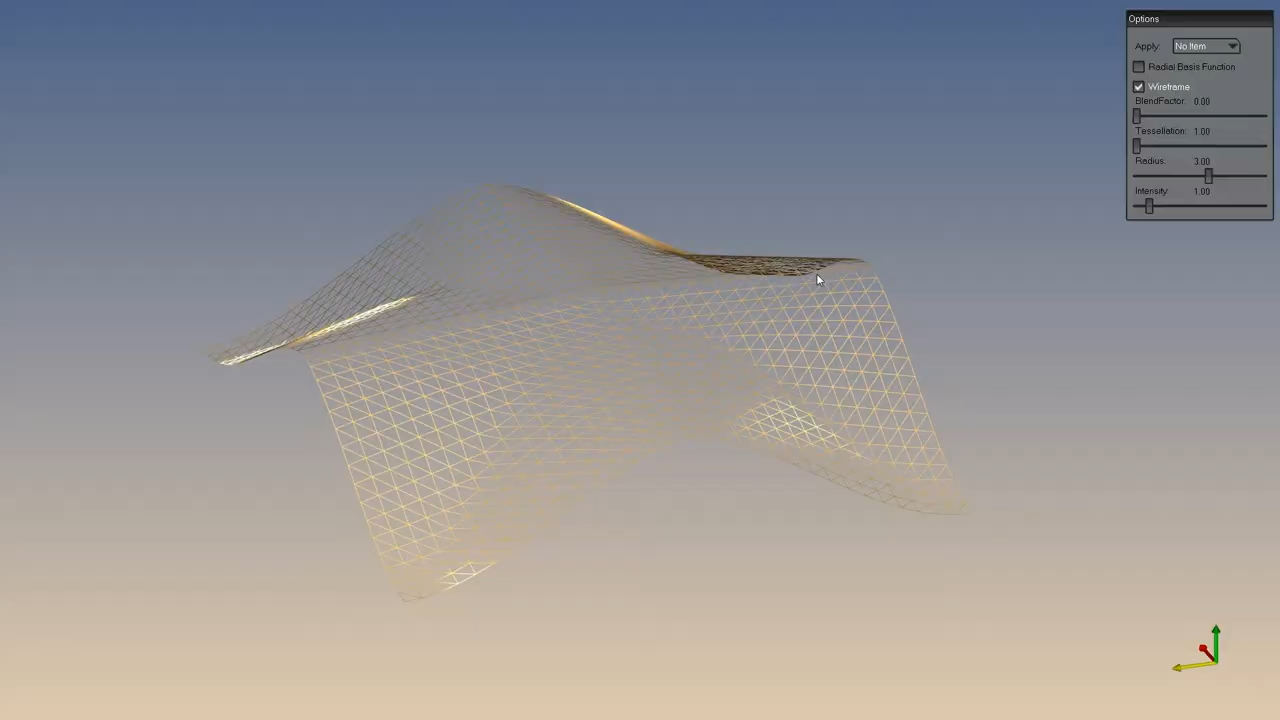 Options
Apply: No Item
Radial Basis Function
Wireframe
BlendFactor: 0.00
Tessellation: 1.00
Radius: 3.00
Intensity: 1.00